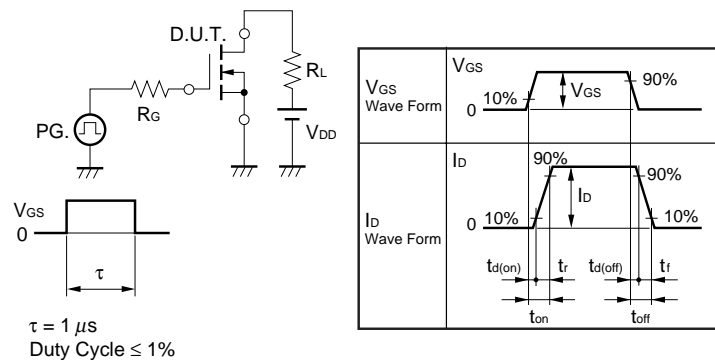 D.U.T.
RG
RL
PG.
VDD
VGS
0
τ
τ = 1 μs
Duty Cycle ≤ 1%
VGS
Wave Form
VGS
10%
0
VGS
90%
ID
Wave Form
ID
90%
90%
10%
0
ID
10%
td(on)
tr
td(off)
tf
ton
toff